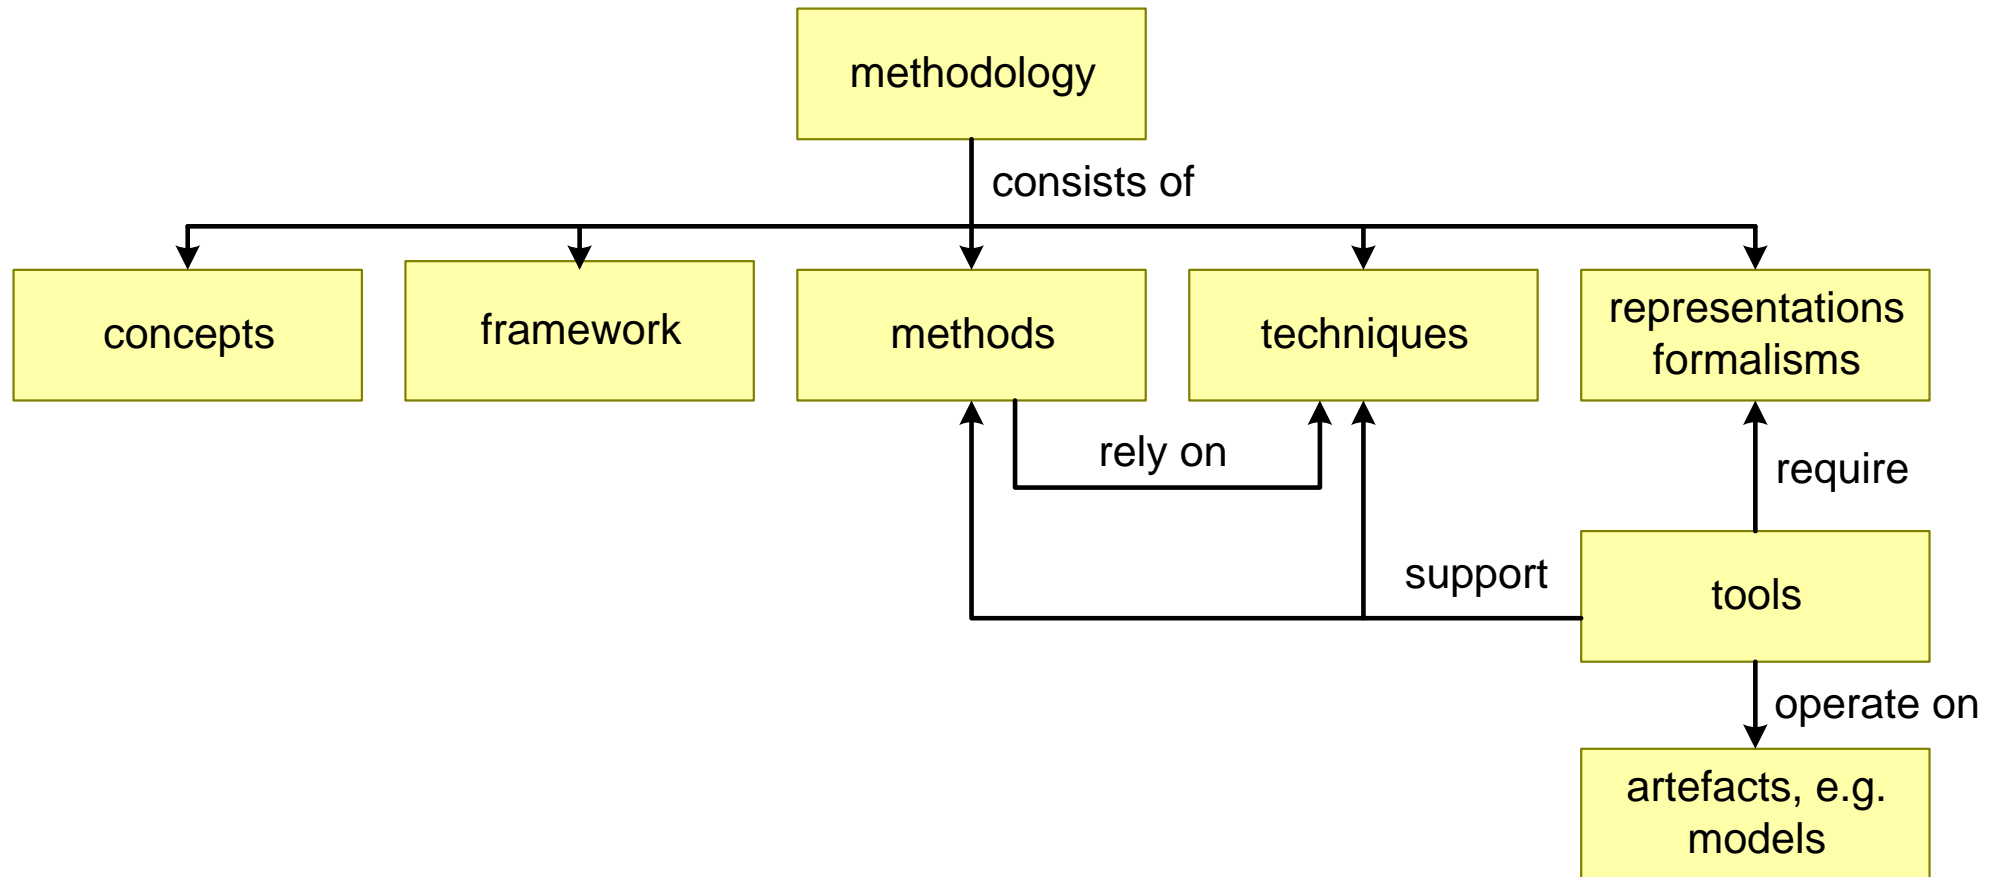 methodology
consists of
concepts
framework
methods
techniques
representations
formalisms
rely on
require
support
tools
operate on
artefacts, e.g.
models